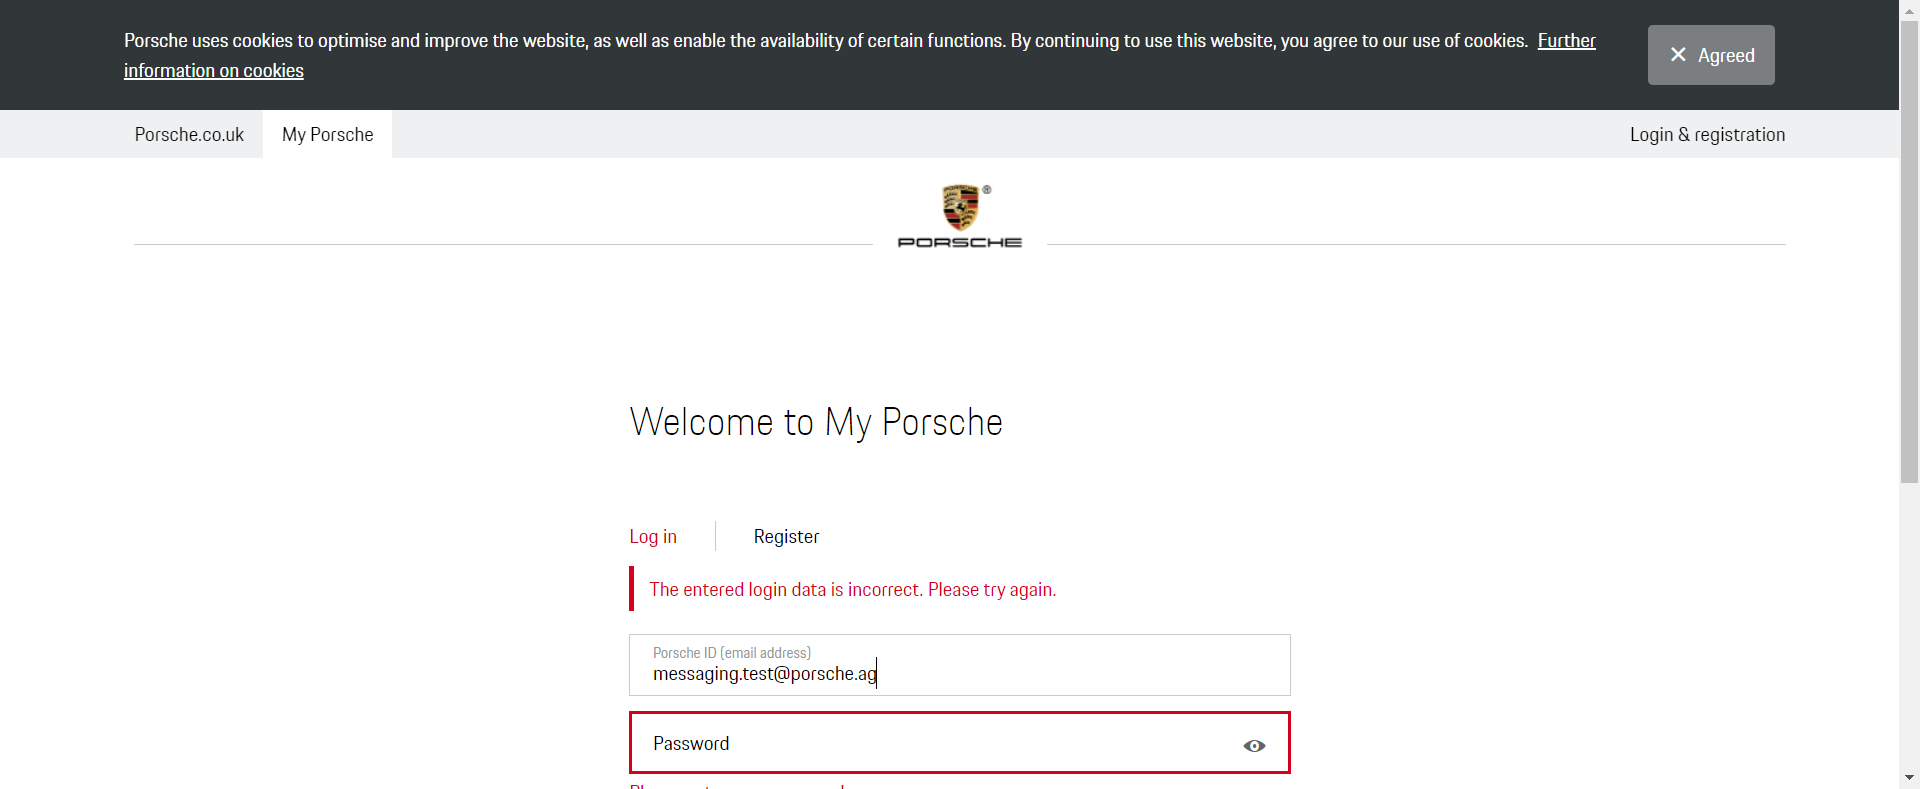 Porsche uses cookies to optimise and improve the website, as well as enable the availability of certain functions. By continuing to use this website, you agree to our use of cookies. Further
information on cookies
Agreed
Porsche.co.uk
My Porsche
Login & registration
PORSCHE
Welcome to My Porsche
Log in
Register
The entered login data is incorrect. Please try again.
Porsche ID (email address)
messaging.test@porsche.ag
Password